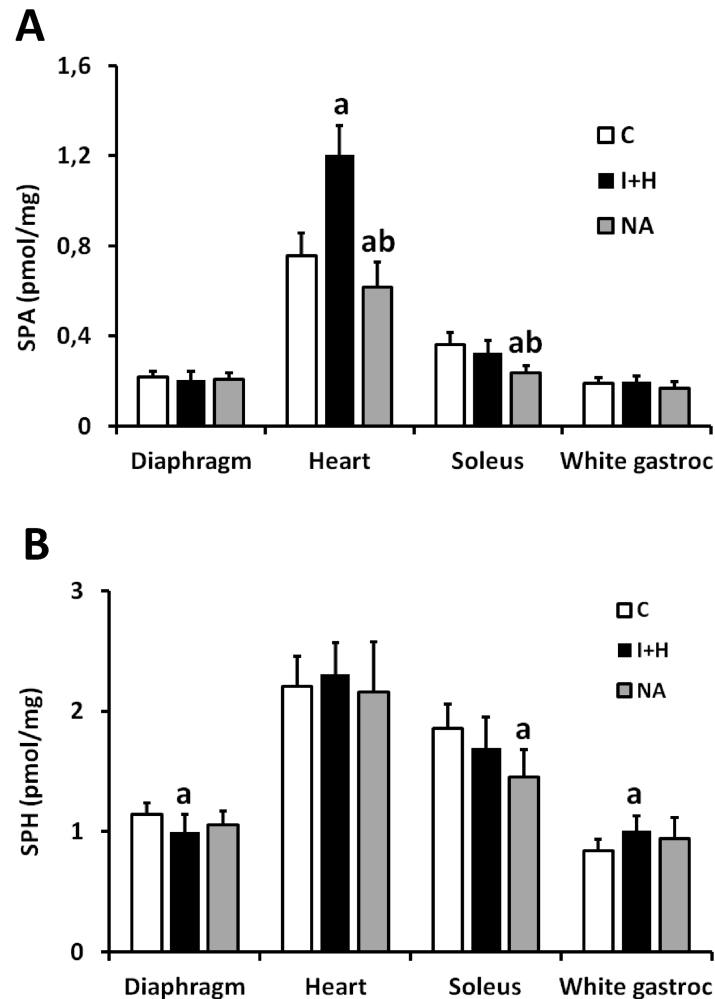 A
1,6
1,2
0,8
0,4
0
SPA (pmol/mg)
a
ab
ab
C
I+H
NA
Diaphragm Heart Soleus White gastroc
B
3
2
1
0
SPH (pmol/mg)
a
a
a
C
I+H
NA
Diaphragm Heart Soleus White gastroc